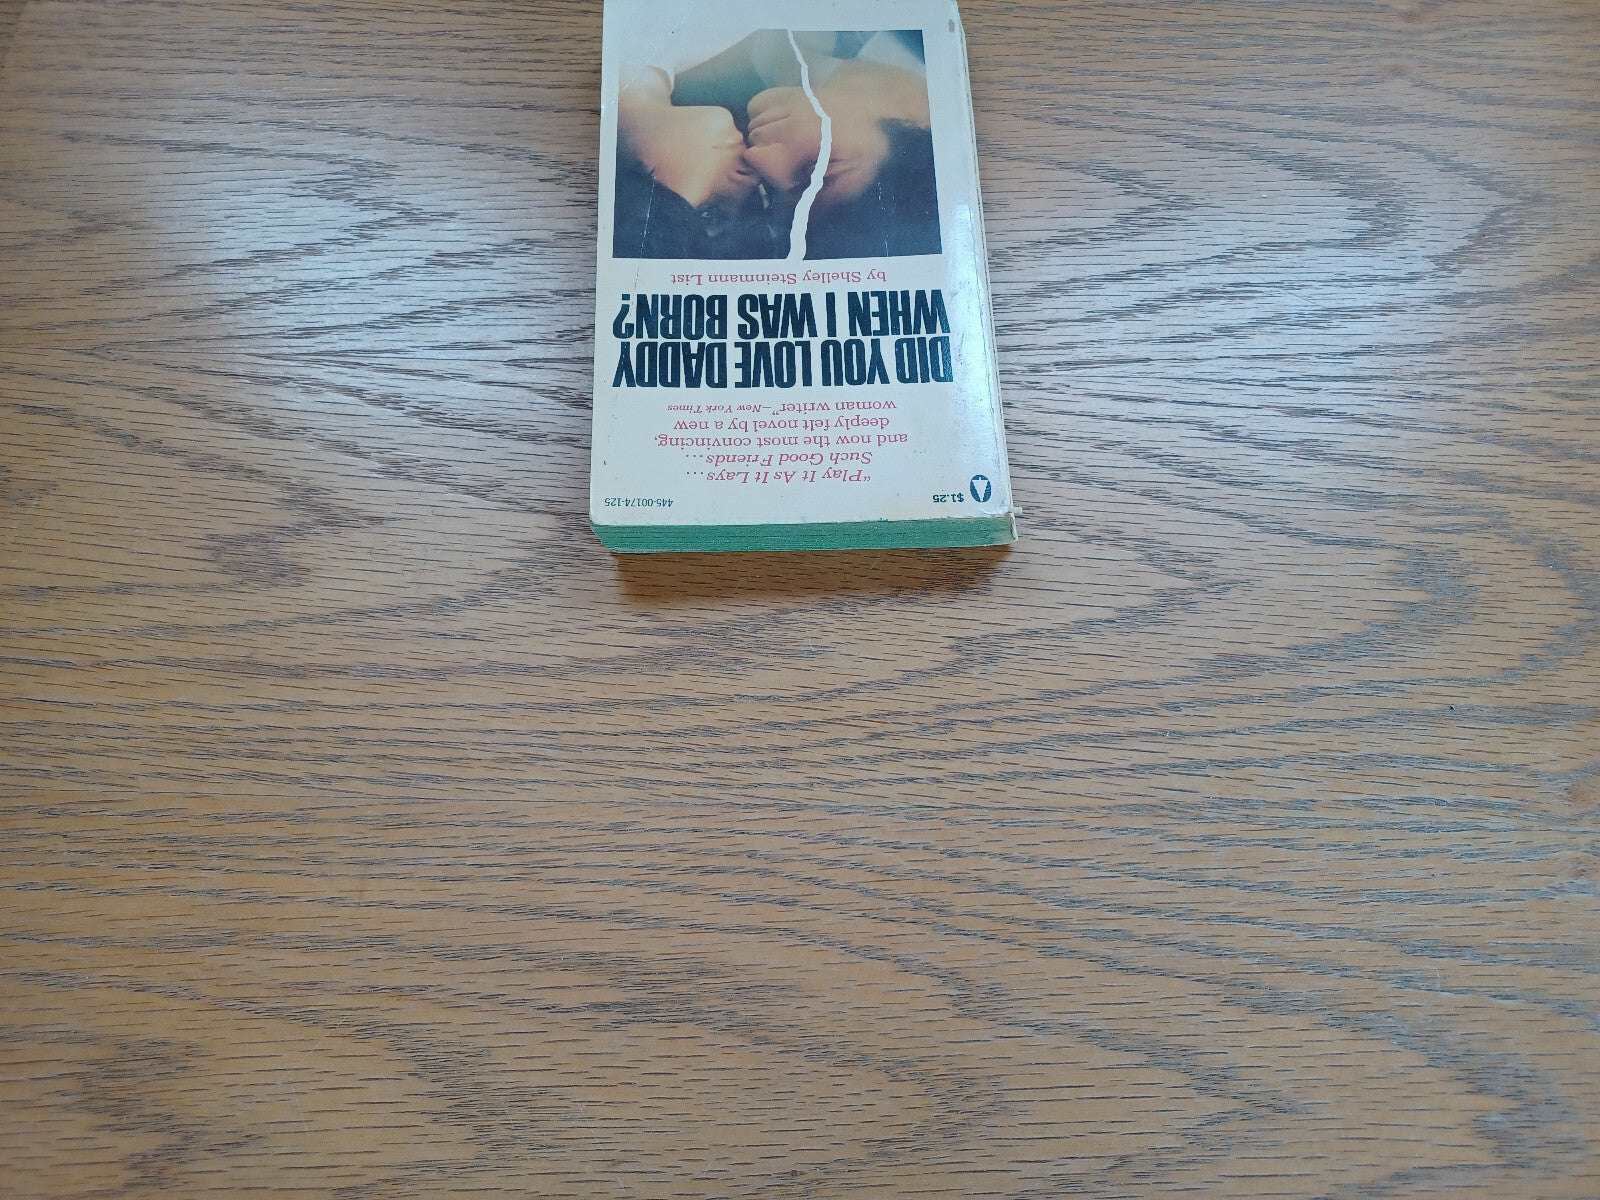 $1.25
445-00174-125
"Play It As It Lays...
Such Good Friends...
and now the most convincing,
deeply felt novel by a new
woman writer"—New York Times
DID YOU LOVE DADDY
WHEN I WAS BORN?
by Shelley Steinmann List